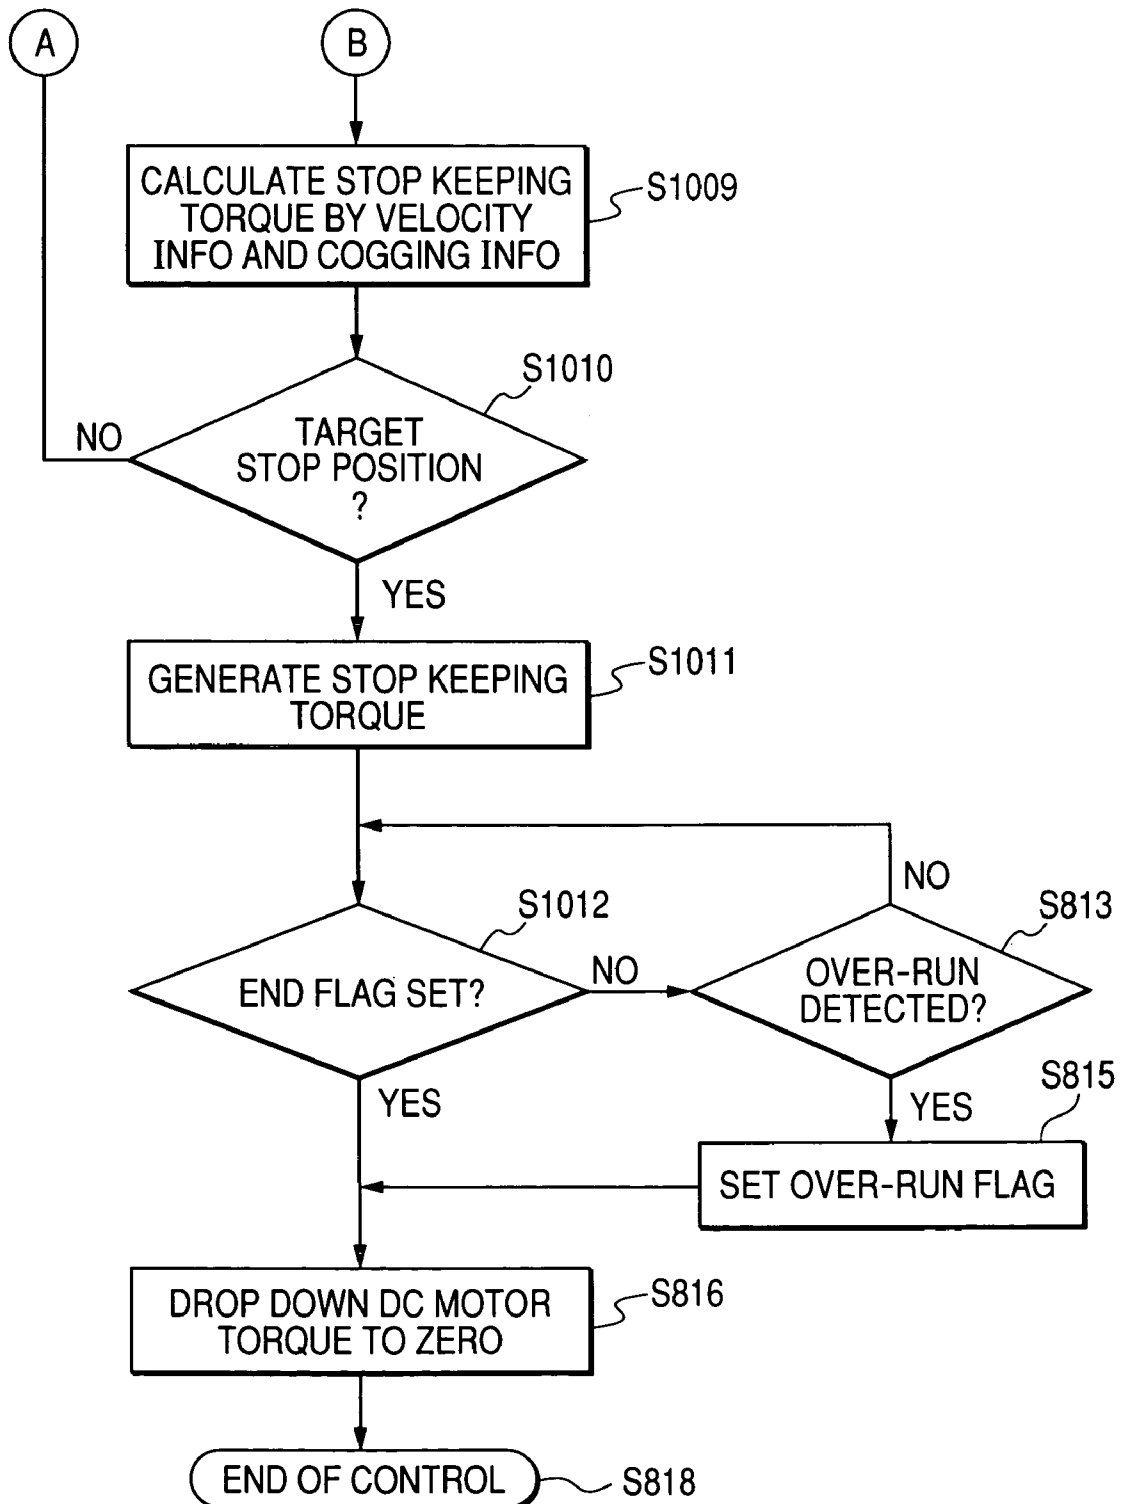 A
B
CALCULATE STOP KEEPING
TORQUE BY VELOCITY
INFO AND COGGING INFO
S1009
S1010
TARGET
STOP POSITION
?
NO
YES
GENERATE STOP KEEPING
TORQUE
S1011
NO
S1012
S813
END FLAG SET?
NO
OVER-RUN
DETECTED?
YES
YES
S815
SET OVER-RUN FLAG
DROP DOWN DC MOTOR
TORQUE TO ZERO
S816
END OF CONTROL
S818